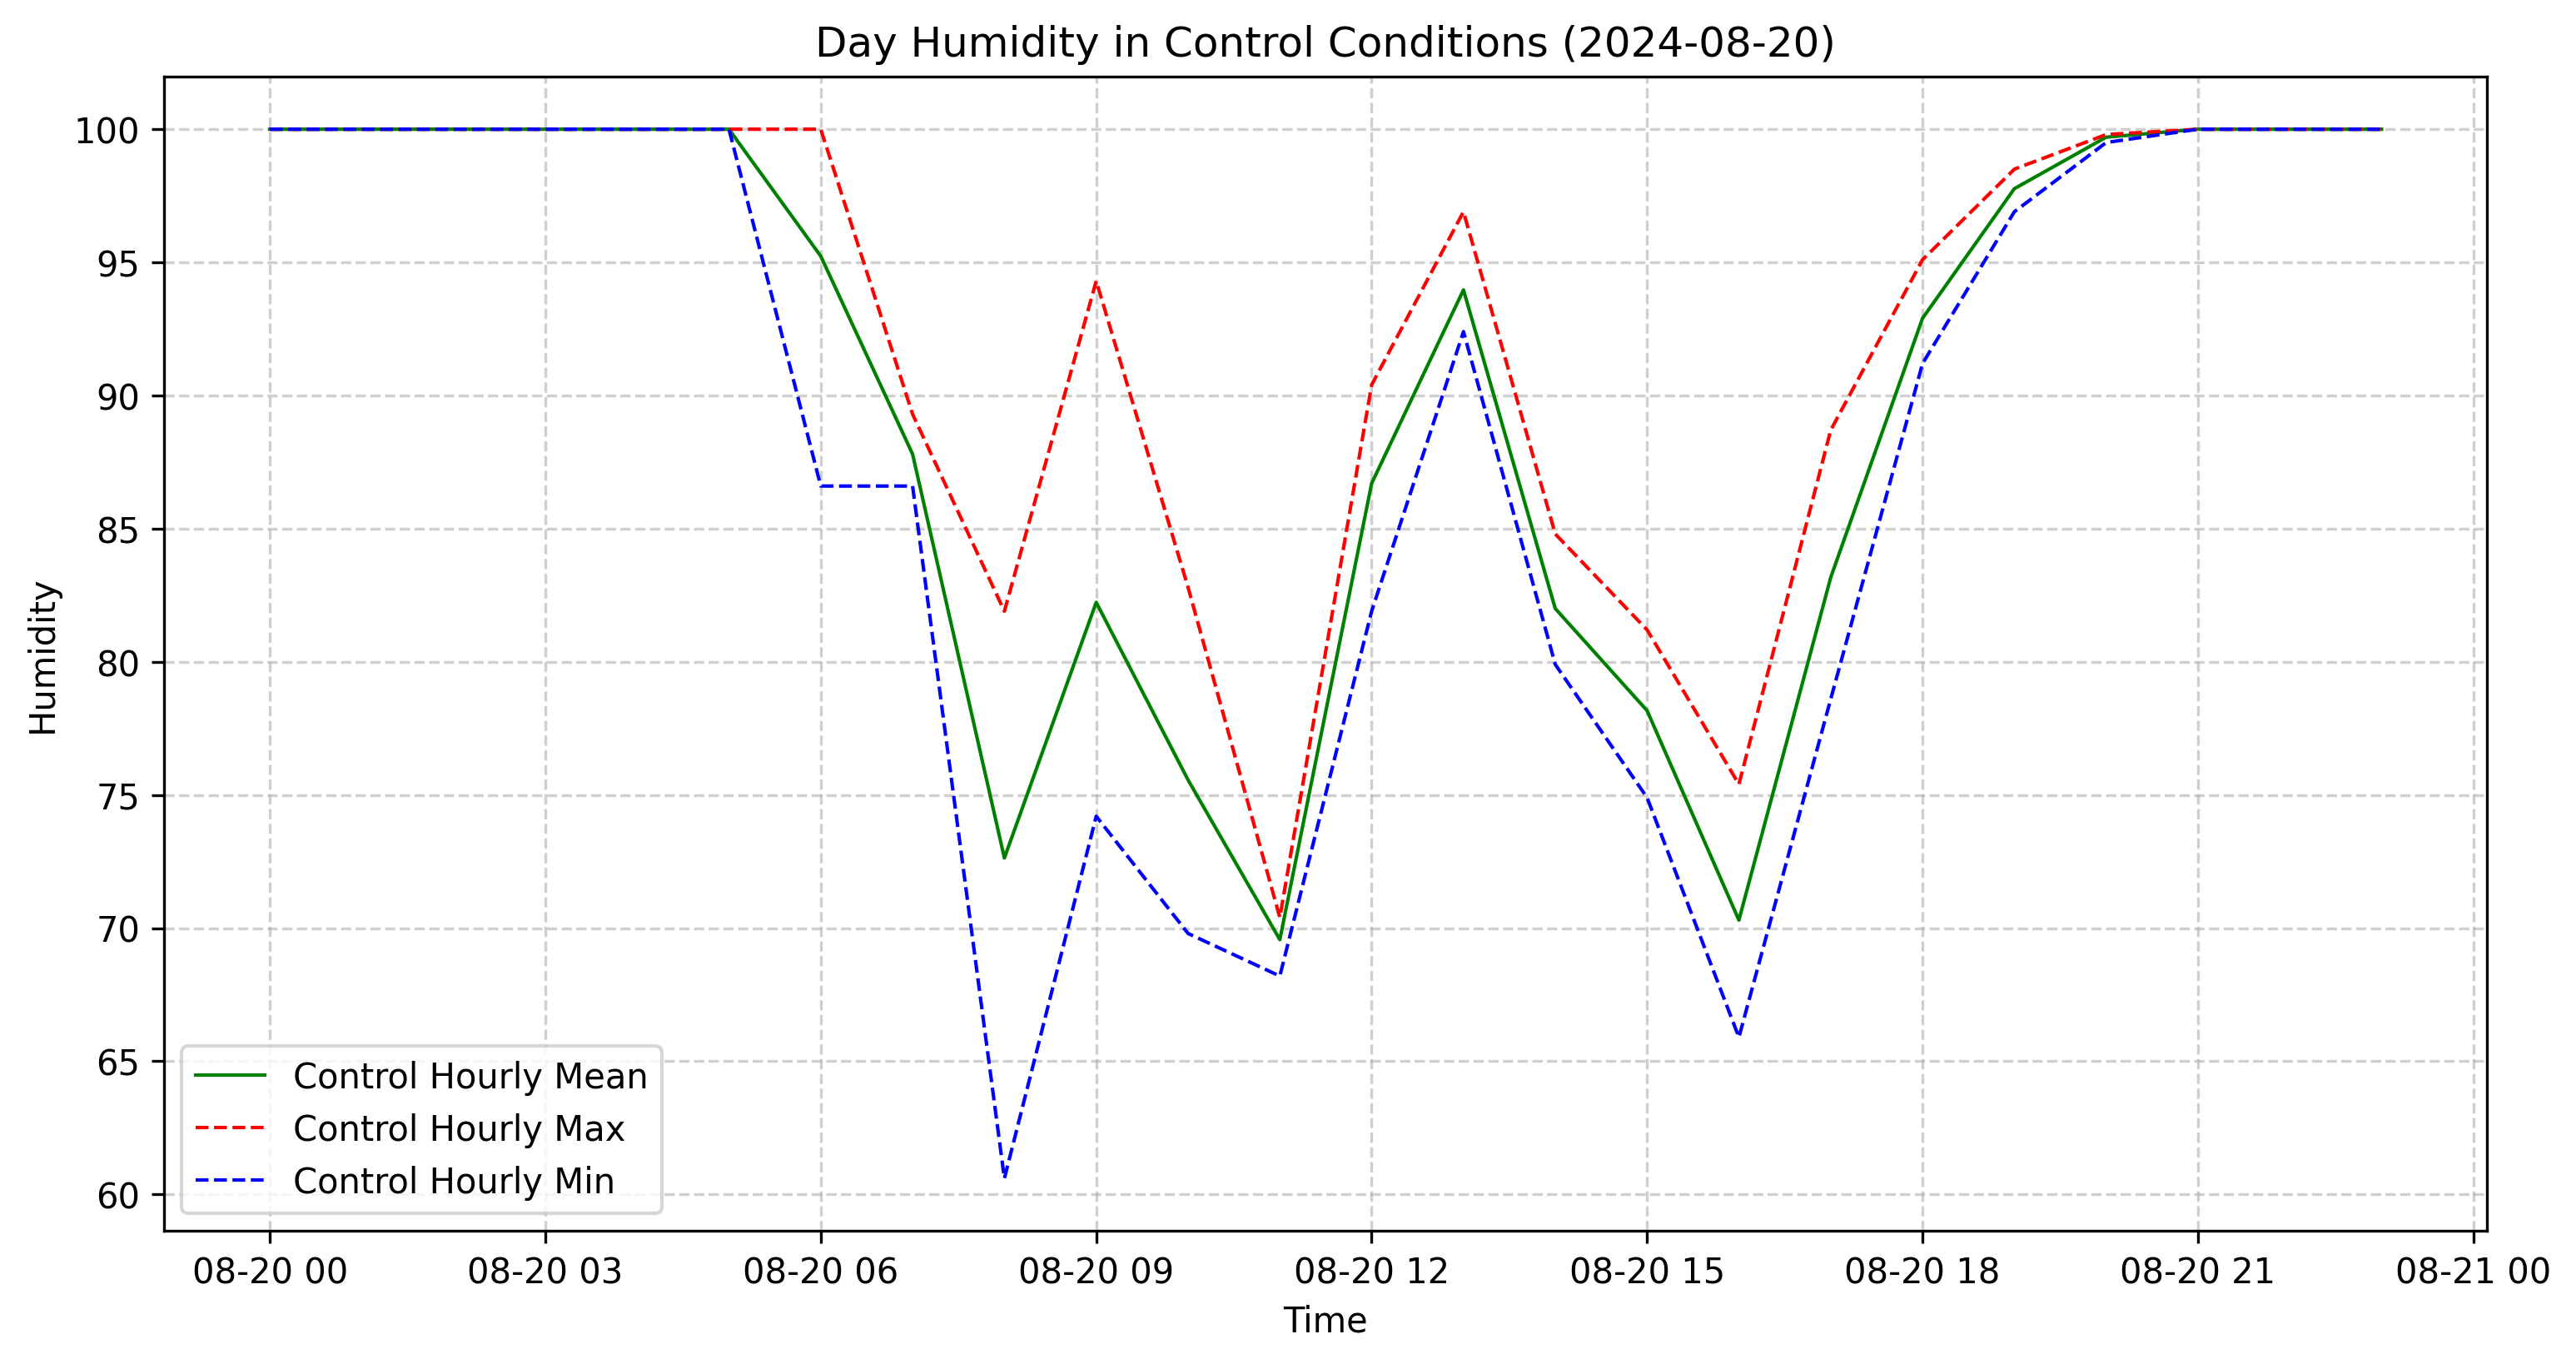 Day Humidity in Control Conditions (2024-08-20)
100
95
90
85
80
75
70
65
60
Humidity
Control Hourly Mean
Control Hourly Max
Control Hourly Min
08-20 00 08-20 03 08-20 06 08-20 09 08-20 12 08-20 15 08-20 18 08-20 21 08-21 00
Time